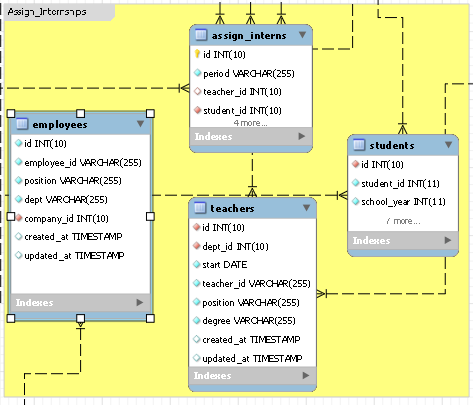 Assign_Internships
assign_interns
id INT(10)
period VARCHAR(255)
teacher_id INT(10)
student_id INT(10)
4 more...
Indexes
employees
id INT(10)
employee_id VARCHAR(255)
position VARCHAR(255)
dept VARCHAR(255)
company_id INT(10)
created_at TIMESTAMP
updated_at TIMESTAMP
Indexes
students
id INT(10)
student_id INT(11)
school_year INT(11)
7 more...
Indexes
teachers
id INT(10)
dept_id INT(10)
start DATE
teacher_id VARCHAR(255)
position VARCHAR(255)
degree VARCHAR(255)
created_at TIMESTAMP
updated_at TIMESTAMP
Indexes